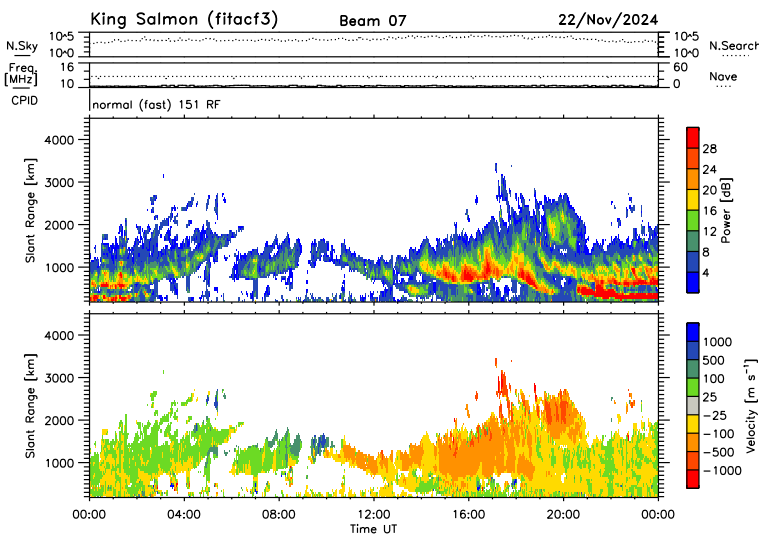 King Salmon (fitacf3) Beam 07 22/Nov/2024
N.Sky 10^5 10^0 10^5 10^0 N.Search
Freq. [MHz] 16 10 60 0 Nave
CPID normal (fast) 151 RF
Slant Range [km] 4000 3000 2000 1000
28 24 20 16 12 8 4 Power [dB]
Slant Range [km] 4000 3000 2000 1000
1000 500 100 25 −25 −100 −500 −1000 Velocity [m s⁻¹]
00:00 04:00 08:00 12:00 16:00 20:00 00:00
Time UT